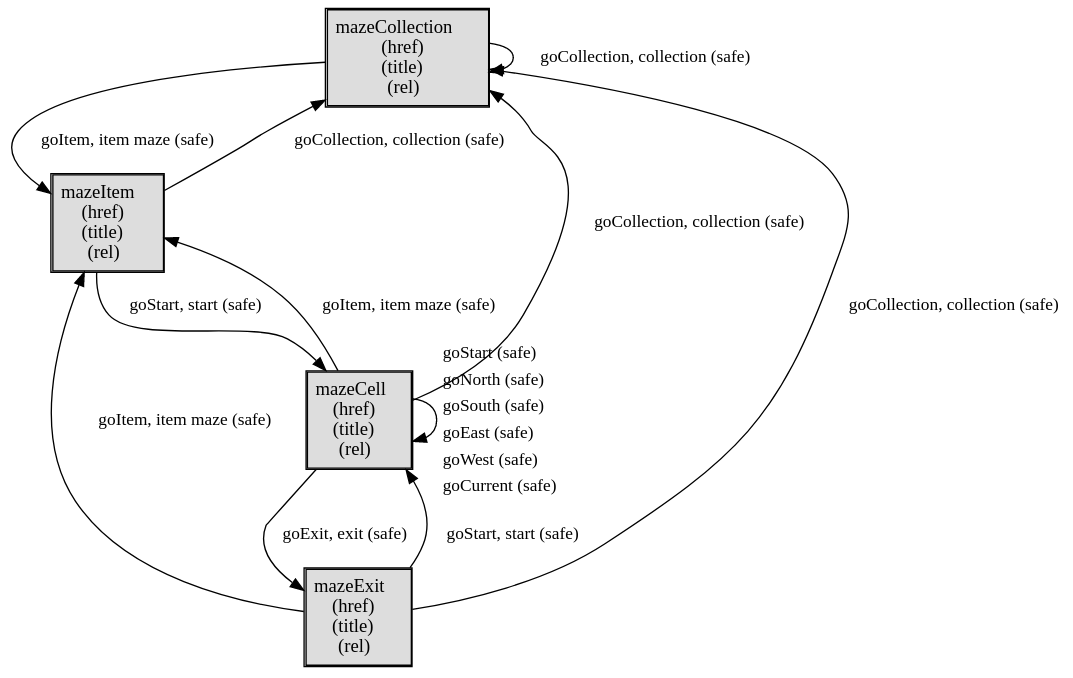 mazeCollection
(href)
(title)
(rel)
goCollection, collection (safe)
goItem, item maze (safe)
goCollection, collection (safe)
mazeItem
(href)
(title)
(rel)
goCollection, collection (safe)
goStart, start (safe)
goItem, item maze (safe)
goCollection, collection (safe)
mazeCell
(href)
(title)
(rel)
goStart (safe)
goNorth (safe)
goSouth (safe)
goEast (safe)
goWest (safe)
goCurrent (safe)
goItem, item maze (safe)
goExit, exit (safe)
goStart, start (safe)
mazeExit
(href)
(title)
(rel)